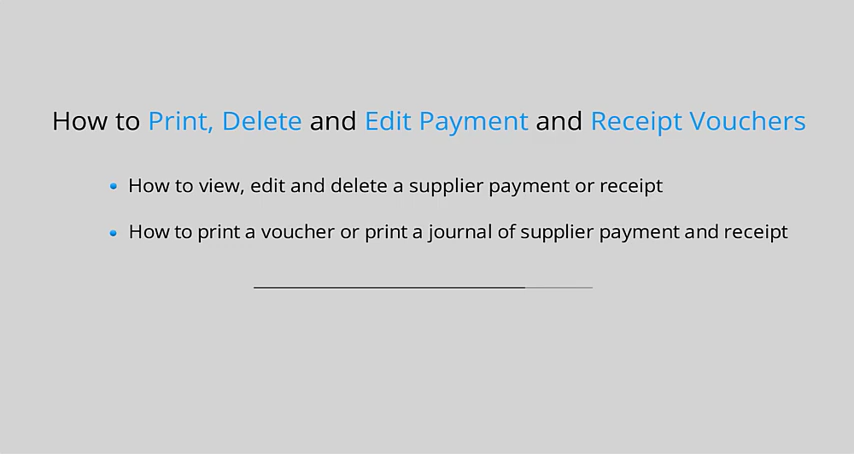 How to Print, Delete and Edit Payment and Receipt Vouchers
How to view, edit and delete a supplier payment or receipt
How to print a voucher or print a journal of supplier payment and receipt